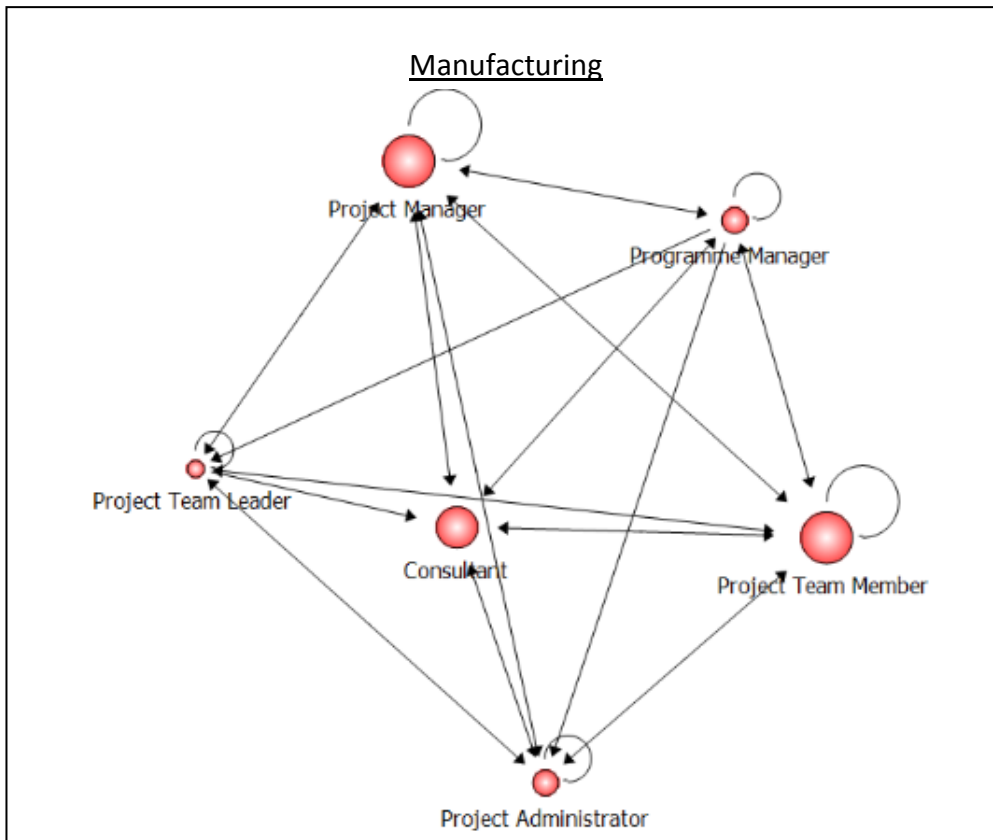 Manufacturing
Project Manager
Programme Manager
Project Team Leader
Consultant
Project Team Member
Project Administrator